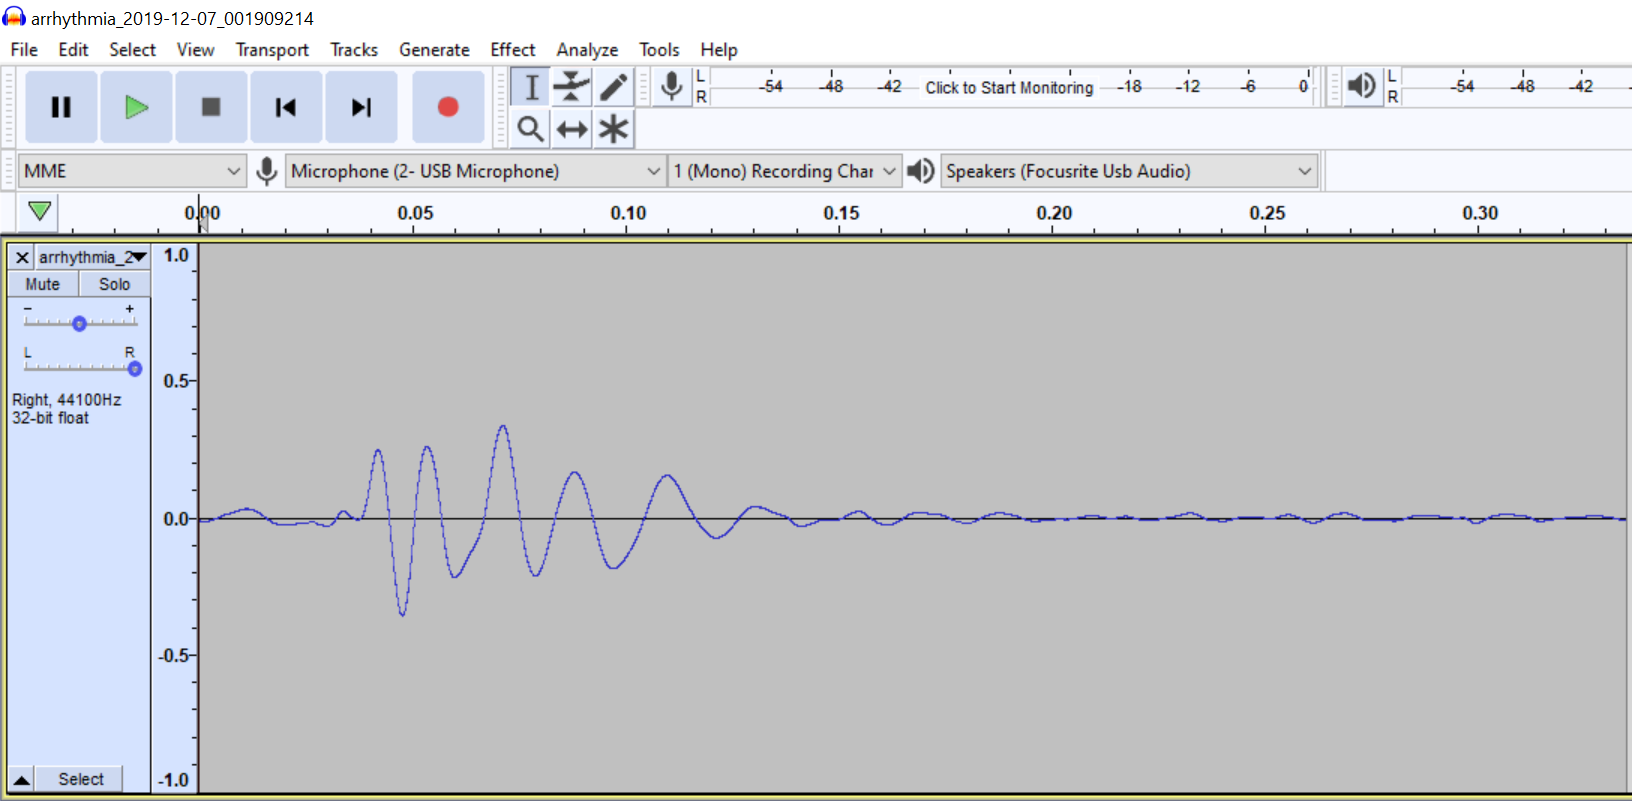 arrhythmia_2019-12-07_001909214
File Edit Select View Transport Tracks Generate Effect Analyze Tools Help
L -54 -48 -42 Click to Start Monitoring -18 -12 -6 0 L -54 -48 -42
R R
MME Microphone (2- USB Microphone) 1 (Mono) Recording Char Speakers (Focusrite Usb Audio)
0.00 0.05 0.10 0.15 0.20 0.25 0.30
arrhythmia_2 1.0
Mute Solo
- +
L R
0.5
Right, 44100Hz
32-bit float
0.0
-0.5
Select -1.0